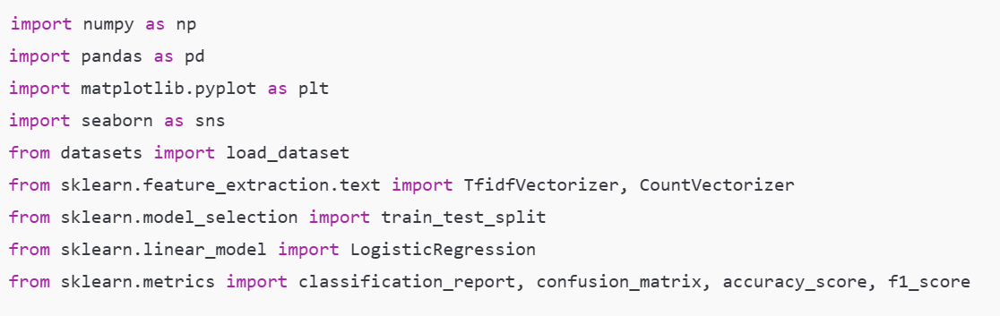 import numpy as np
import pandas as pd
import matplotlib.pyplot as plt
import seaborn as sns
from datasets import load_dataset
from sklearn.feature_extraction.text import TfidfVectorizer, CountVectorizer
from sklearn.model_selection import train_test_split
from sklearn.linear_model import LogisticRegression
from sklearn.metrics import classification_report, confusion_matrix, accuracy_score, f1_score